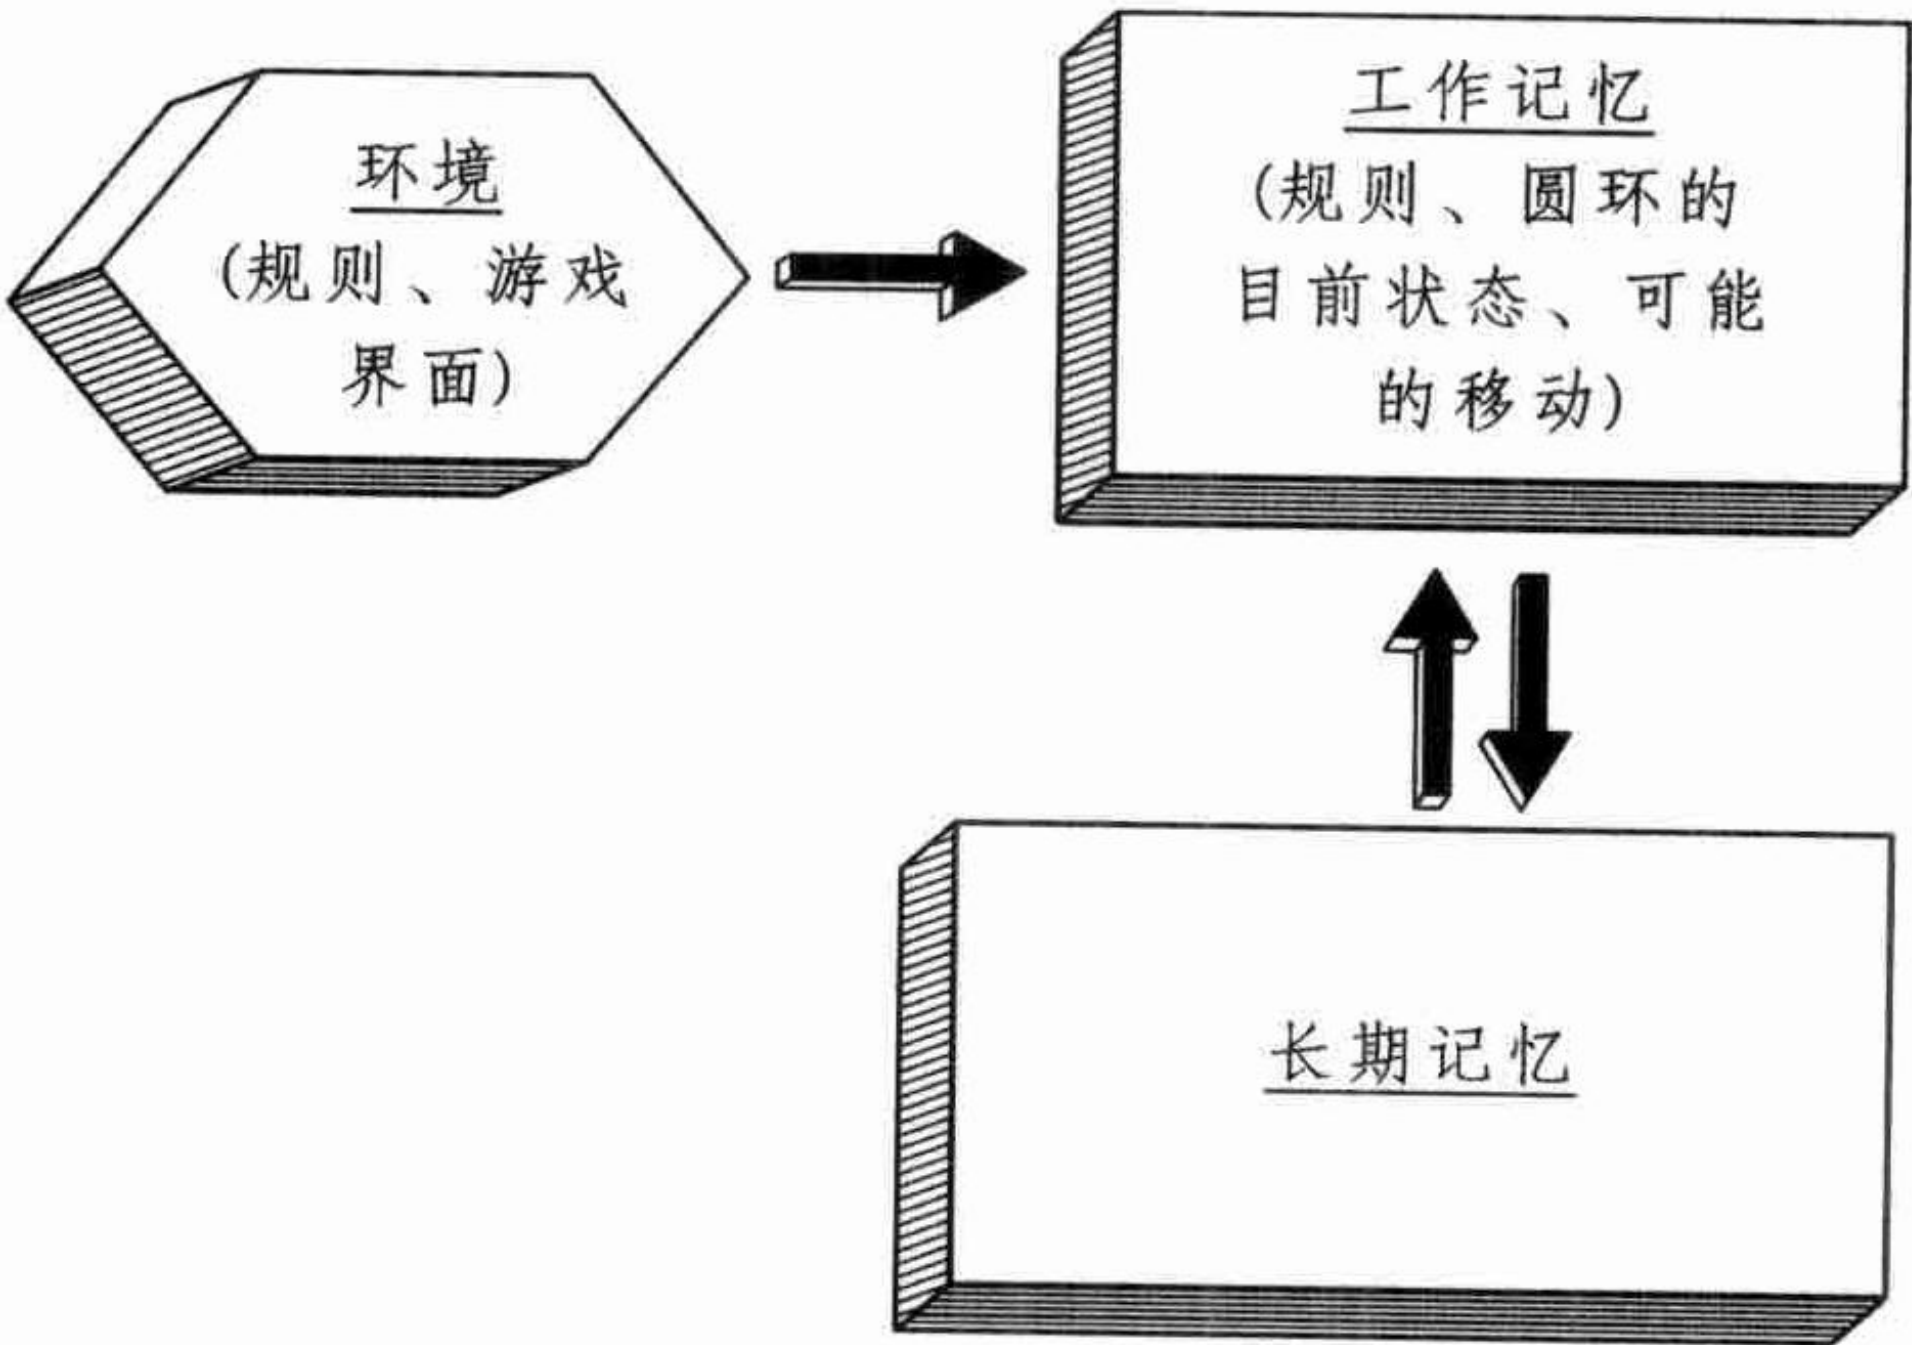 环境
(规则、游戏
界面)
工作记忆
(规则、圆环的
目前状态、可能
的移动)
长期记忆